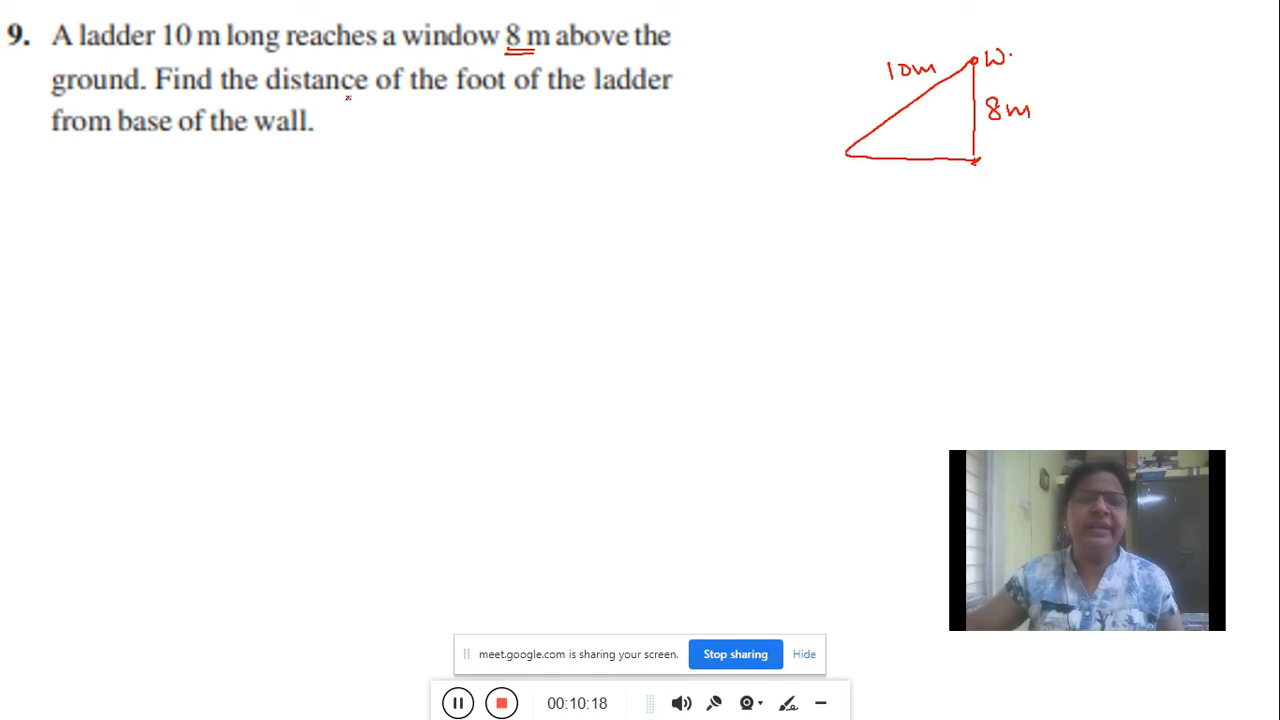 9. A ladder 10 m long reaches a window 8 m above the
ground. Find the distance of the foot of the ladder
from base of the wall.
10m
W.
8m
meet.google.com is sharing your screen.
Stop sharing
Hide
00:10:18